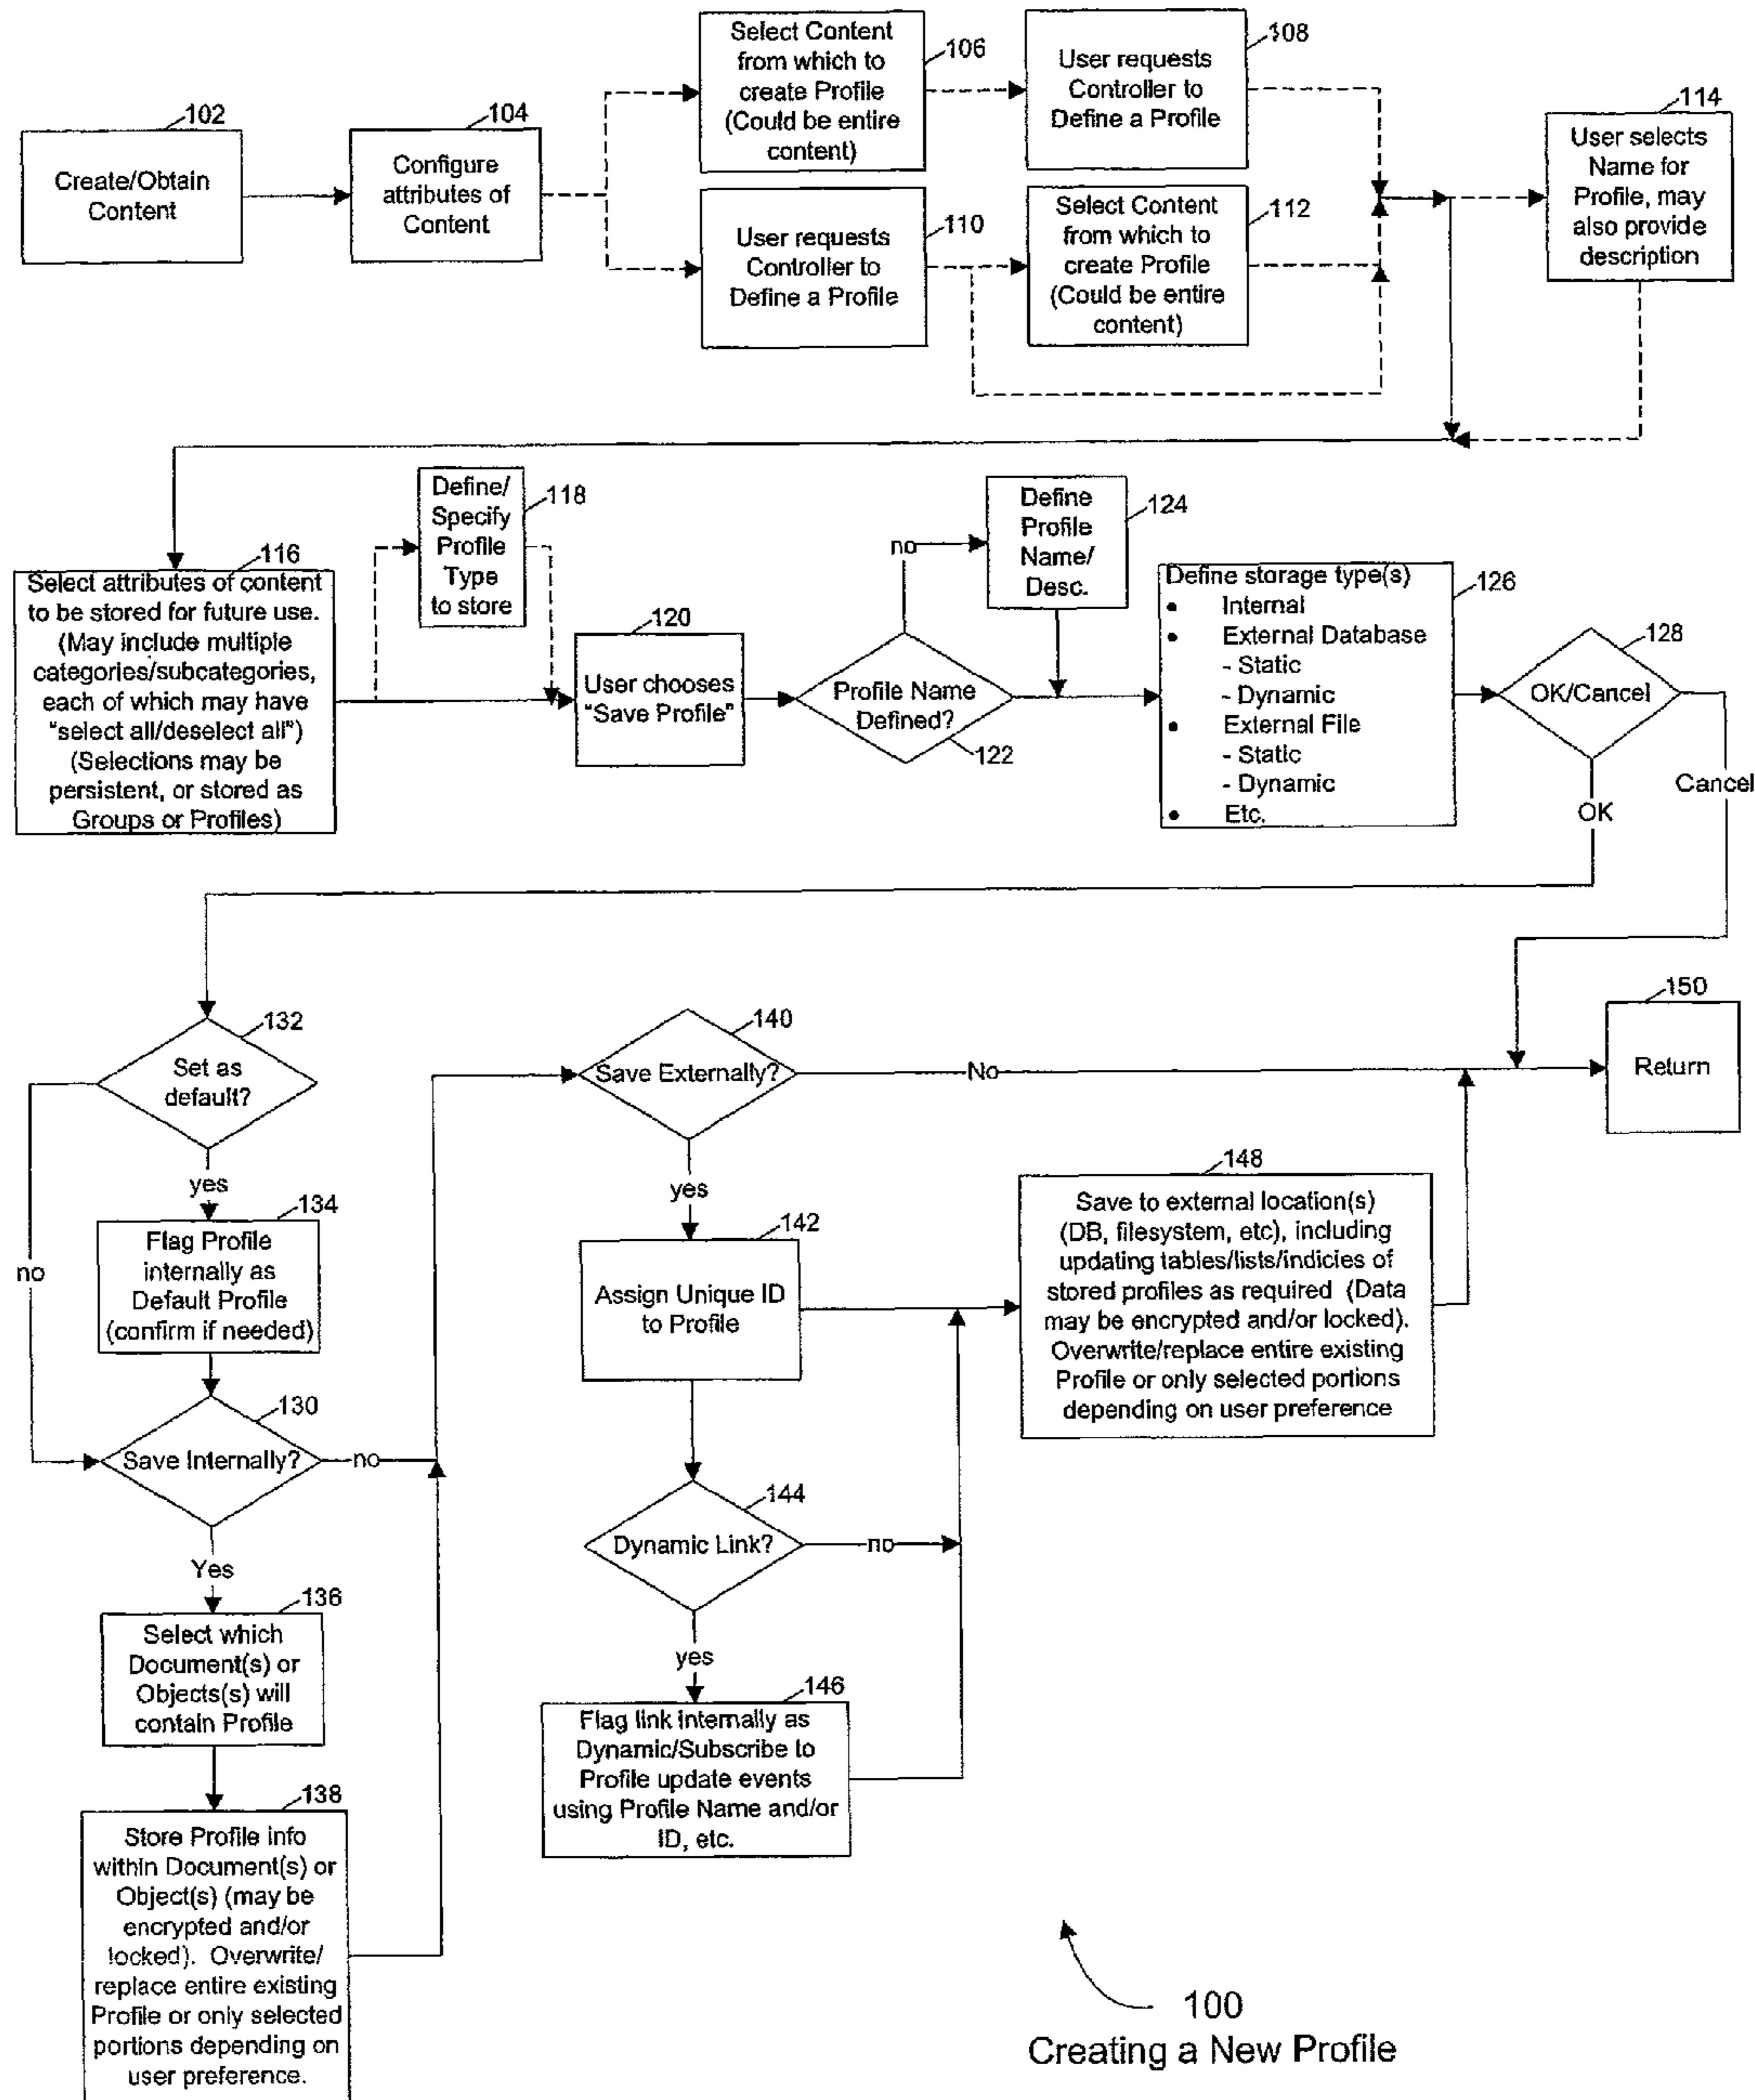 102
Create/Obtain
Content
104
Configure
attributes of
Content
Select Content
from which to
create Profile
(Could be entire
content)
106
User requests
Controller to
Define a Profile
108
User requests
Controller to
Define a Profile
110
Select Content
from which to
create Profile
(Could be entire
content)
112
114
User selects
Name for
Profile, may
also provide
description
116
Select attributes of content
to be stored for future use.
(May include multiple
categories/subcategories,
each of which may have
"select all/deselect all")
(Selections may be
persistent, or stored as
Groups or Profiles)
Define/
Specify
Profile
Type
to store
118
120
User chooses
"Save Profile"
Profile Name
Defined?
122
no
Define
Profile
Name/
Desc.
124
Define storage type(s)
• Internal
• External Database
- Static
- Dynamic
• External File
- Static
- Dynamic
• Etc.
126
128
OK/Cancel
OK
Cancel
132
Set as
default?
no
yes
134
Flag Profile
internally as
Default Profile
(confirm if needed)
130
Save Internally?
no
Yes
136
Select which
Document(s) or
Objects(s) will
contain Profile
138
Store Profile info
within Document(s) or
Object(s) (may be
encrypted and/or
locked). Overwrite/
replace entire existing
Profile or only selected
portions depending on
user preference.
140
Save Externally?
No
yes
142
Assign Unique ID
to Profile
144
Dynamic Link?
no
yes
146
Flag link Internally as
Dynamic/Subscribe to
Profile update events
using Profile Name and/or
ID, etc.
148
Save to external location(s)
(DB, filesystem, etc), including
updating tables/lists/indicies of
stored profiles as required (Data
may be encrypted and/or locked).
Overwrite/replace entire existing
Profile or only selected portions
depending on user preference
150
Return
100
Creating a New Profile